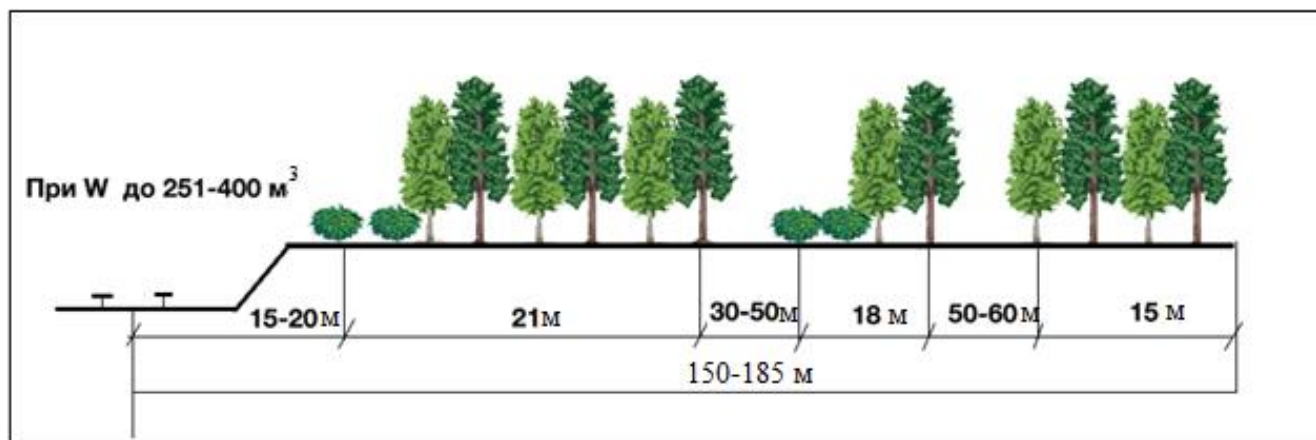 При W до 251-400 м³
15-20м 21м 30-50м 18 м 50-60м 15 м
150-185 м